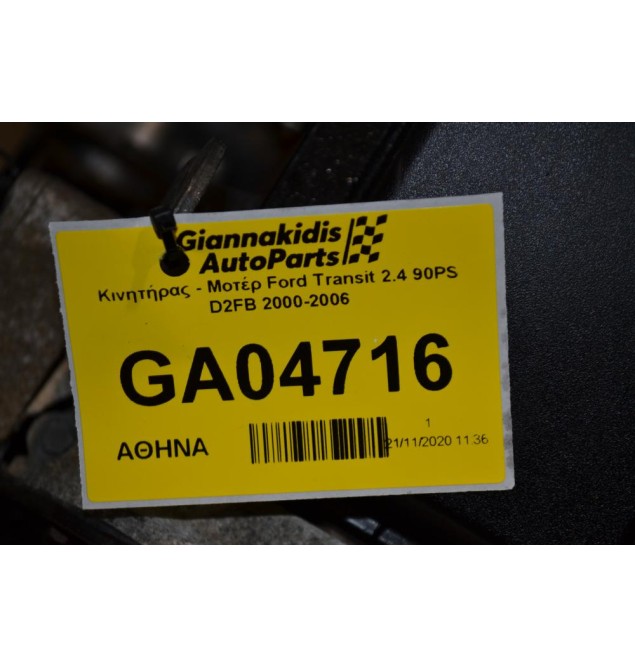 Giannakidis
AutoParts
Κινητήρας - Μοτέρ Ford Transit 2.4 90PS
D2FB 2000-2006
GA04716
ΑΘΗΝΑ
1
21/11/2020 11:36